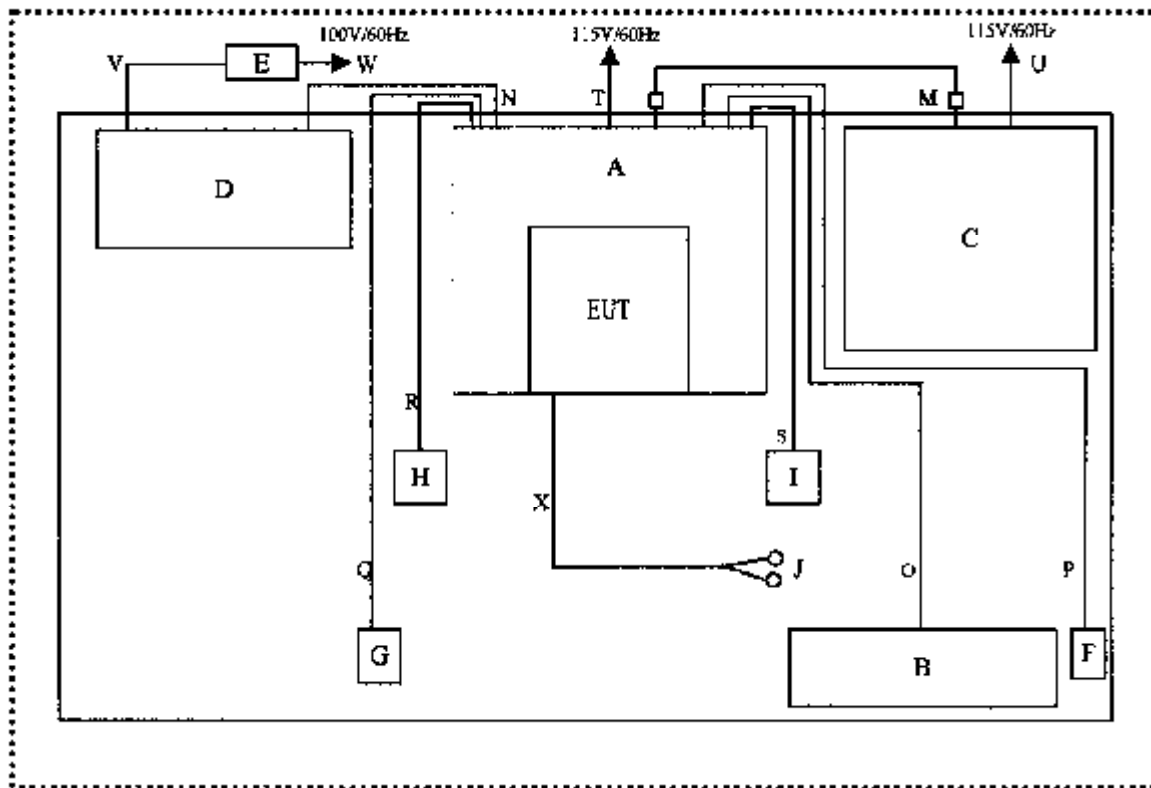 100V/60Hz 115V/60Hz 115V/60Hz
V E W N T M U
D A C
EUT
R S
H I
X
Q J O P
G B F